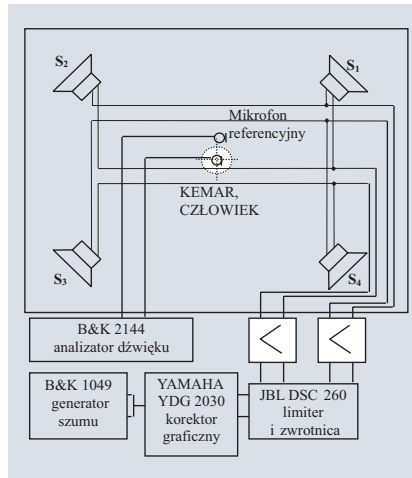 S2
S1
Mikrofon
referencyjny
KEMAR,
CZŁOWIEK
S3
S4
B&K 2144
analizator dźwięku
B&K 1049
generator
szumu
YAMAHA
YDG 2030
korektor
graficzny
JBL DSC 260
limiter
i zwrotnica